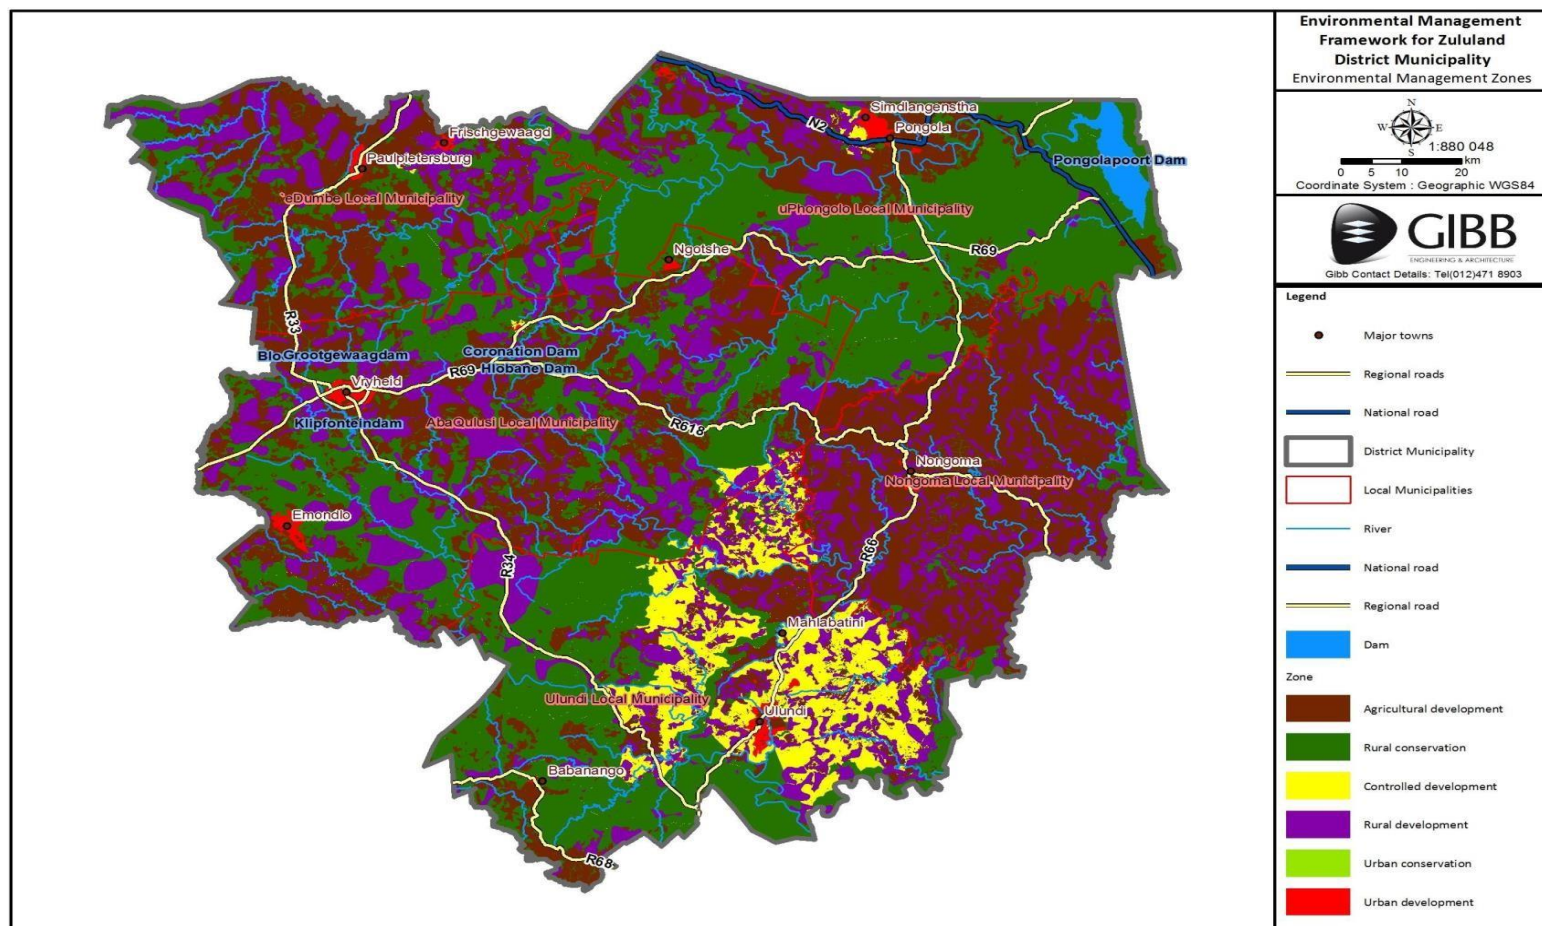 Environmental Management
Framework for Zululand
District Municipality
Environmental Management Zones
N
W E
S
1:880 048
km
0 5 10 20
Coordinate System : Geographic WGS84
GIBB
ENGINEERING & ARCHITECTURE
Gibb Contact Details: Tel(012)471 8903
Legend
Major towns
Regional roads
National road
District Municipality
Local Municipalities
River
National road
Regional road
Dam
Zone
Agricultural development
Rural conservation
Controlled development
Rural development
Urban conservation
Urban development
Simdlangenstha
N2
Pongola
Frischgewaagd
Paulpietersburg
Pongolapoort Dam
`eDumbe Local Municipality
uPhongolo Local Municipality
Ngotshe
R69
R33
Blo Grootgewaagdam
Coronation Dam
Hlobane Dam
R69
Vryheid
Klipfonteindam
AbaQulusi Local Municipality
R618
Nongoma
Nongoma Local Municipality
Emondlo
R34
R66
Mahlabatini
Ulundi Local Municipality
Ulundi
Babanango
R68